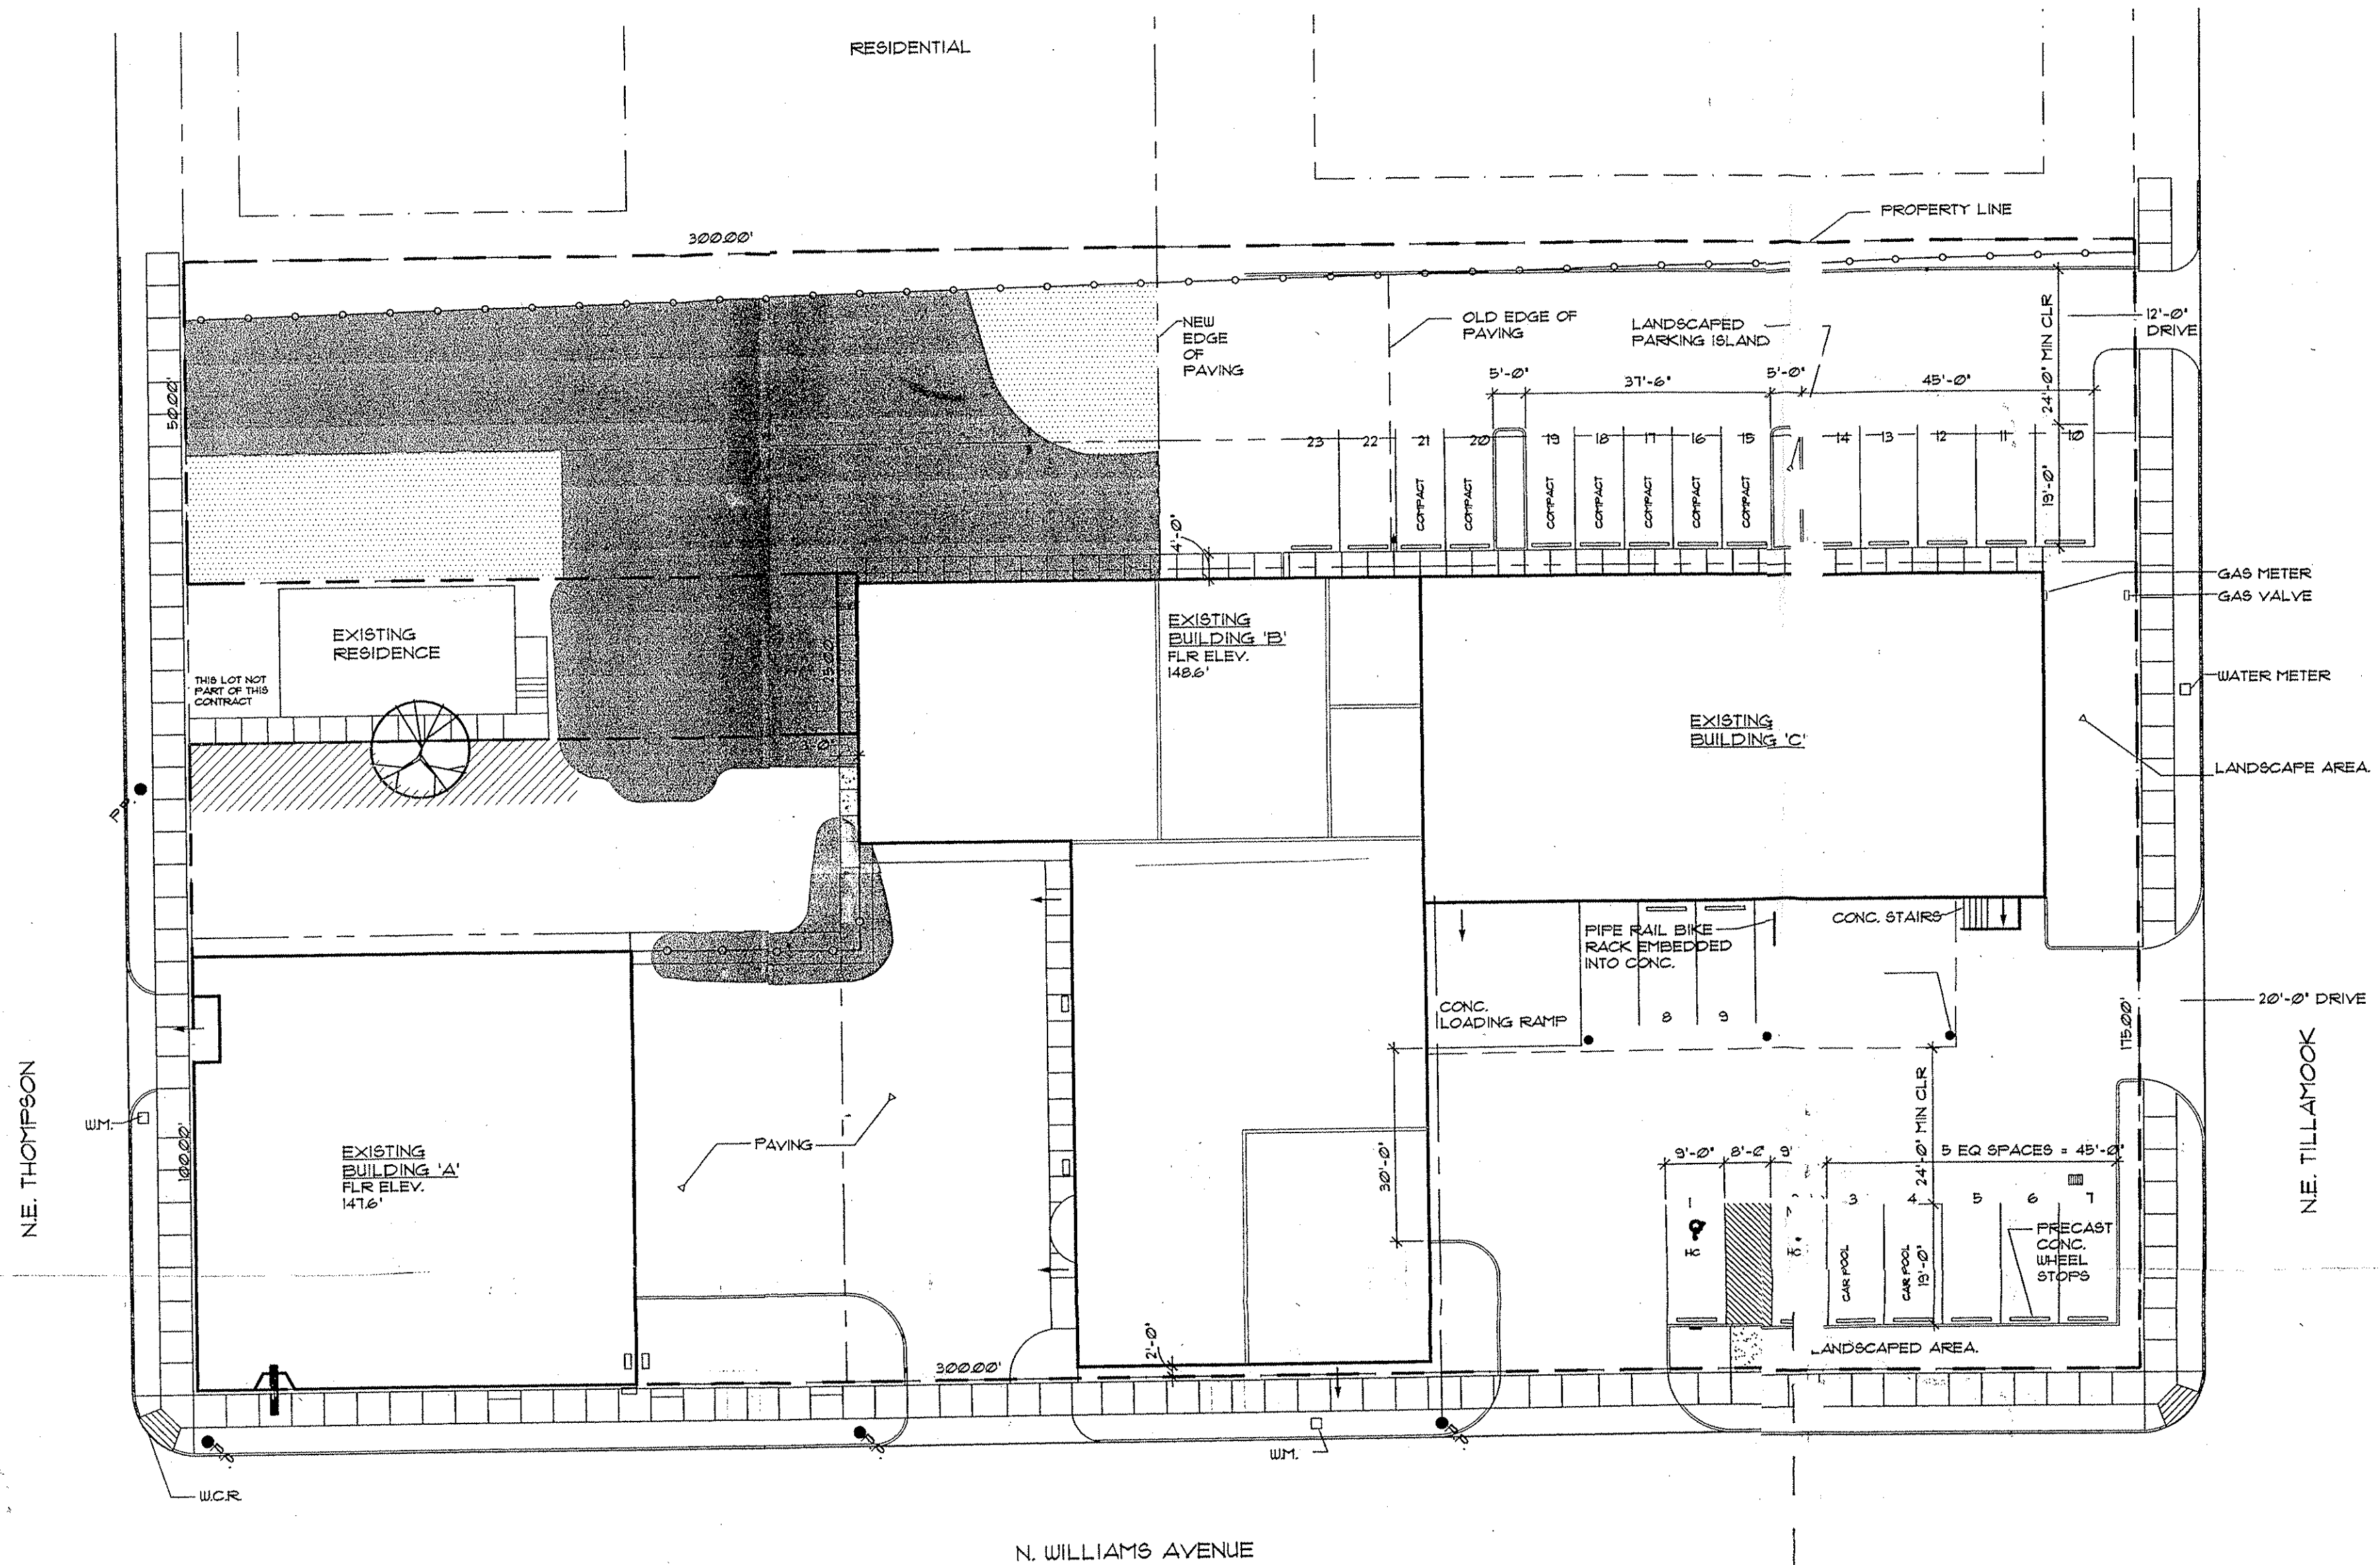 RESIDENTIAL
PROPERTY LINE
300.00'
50.00'
NEW
EDGE
OF
PAVING
OLD EDGE OF
PAVING
LANDSCAPED
PARKING ISLAND
24'-0" MIN CLR
12'-0"
DRIVE
5'-0"
37'-6"
5'-0"
45'-0"
23
22
21
20
19
18
17
16
15
14
13
12
11
10
COMPACT
COMPACT
COMPACT
COMPACT
COMPACT
COMPACT
COMPACT
19'-0"
4'-0"
GAS METER
GAS VALVE
EXISTING
RESIDENCE
THIS LOT NOT
PART OF THIS
CONTRACT
EXISTING
BUILDING 'B'
FLR ELEV.
148.6'
EXISTING
BUILDING 'C'
WATER METER
LANDSCAPE AREA.
PIPE RAIL BIKE
RACK EMBEDDED
INTO CONC.
CONC. STAIRS
CONC.
LOADING RAMP
8
9
20'-0" DRIVE
175.00'
N.E. THOMPSON
N.E. TILLAMOOK
W.M.
100.00'
EXISTING
BUILDING 'A'
FLR ELEV.
147.6'
PAVING
30'-0"
24'-0" MIN CLR
9'-0"
8'-0"
9'
5 EQ SPACES = 45'-0"
1
3
4
5
6
7
HC
HC
CAR POOL
CAR POOL
19'-0"
PRECAST
CONC.
WHEEL
STOPS
LANDSCAPED AREA.
2'-0"
300.00'
P.P.
P.P.
P.P.
P.P.
W.M.
W.C.R.
N. WILLIAMS AVENUE